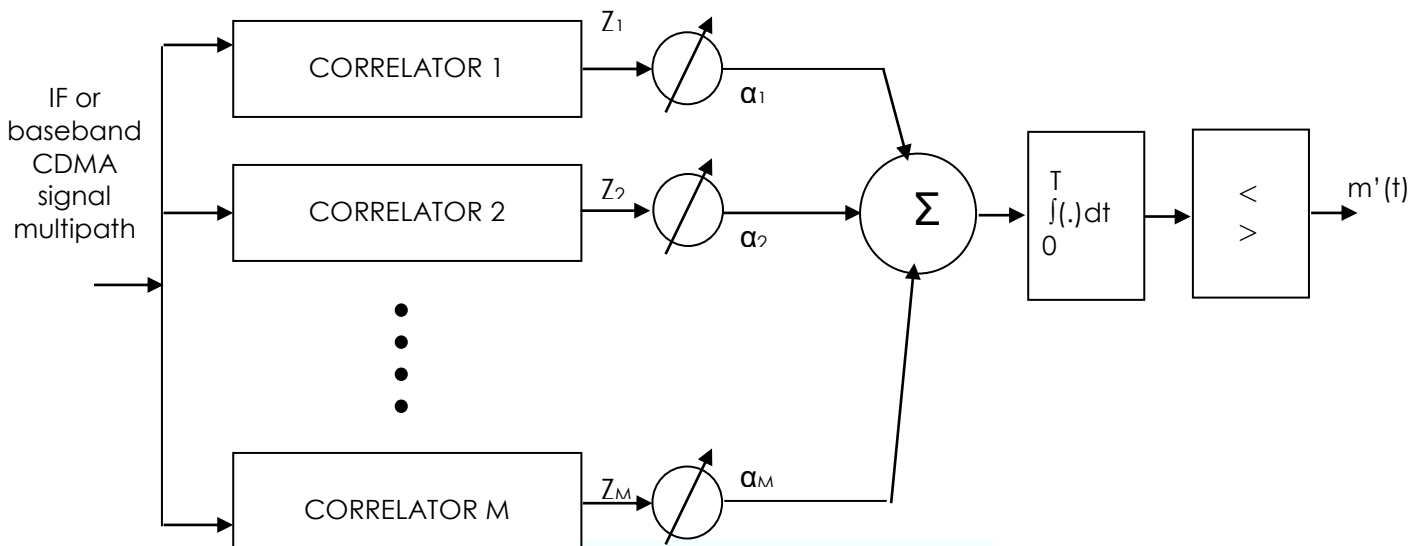 Z1
CORRELATOR 1
α1
IF or
baseband
CDMA
signal
multipath
Z2
CORRELATOR 2
α2
Σ
T
∫(.)dt
0
<
>
m'(t)
ZM
CORRELATOR M
αM